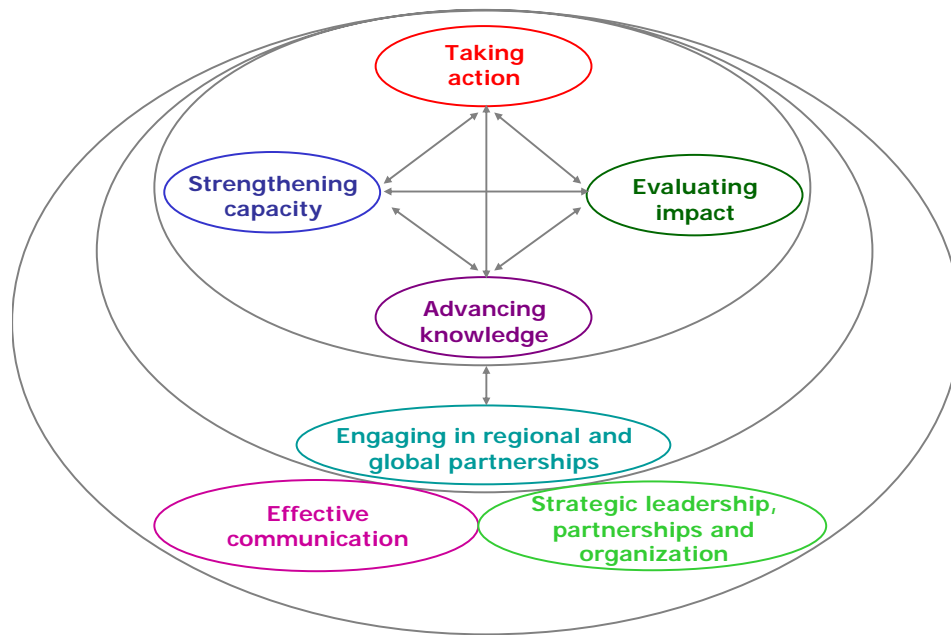 Taking
action
Strengthening
capacity
Evaluating
impact
Advancing
knowledge
Engaging in regional and
global partnerships
Effective
communication
Strategic leadership,
partnerships and
organization